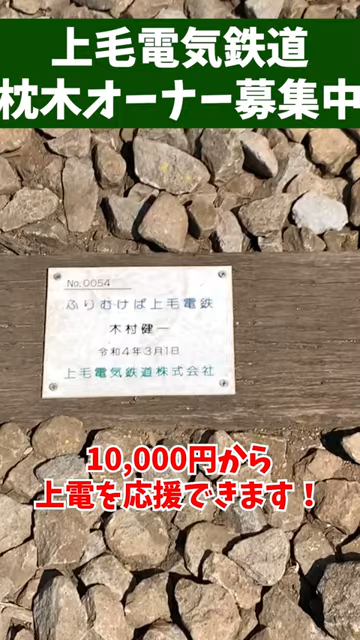 上毛電気鉄道
枕木オーナー募集中
No.0054
ふりむけば上毛電鉄
木村健一
令和4年3月1日
上毛電気鉄道株式会社
10,000円から
上電を応援できます！